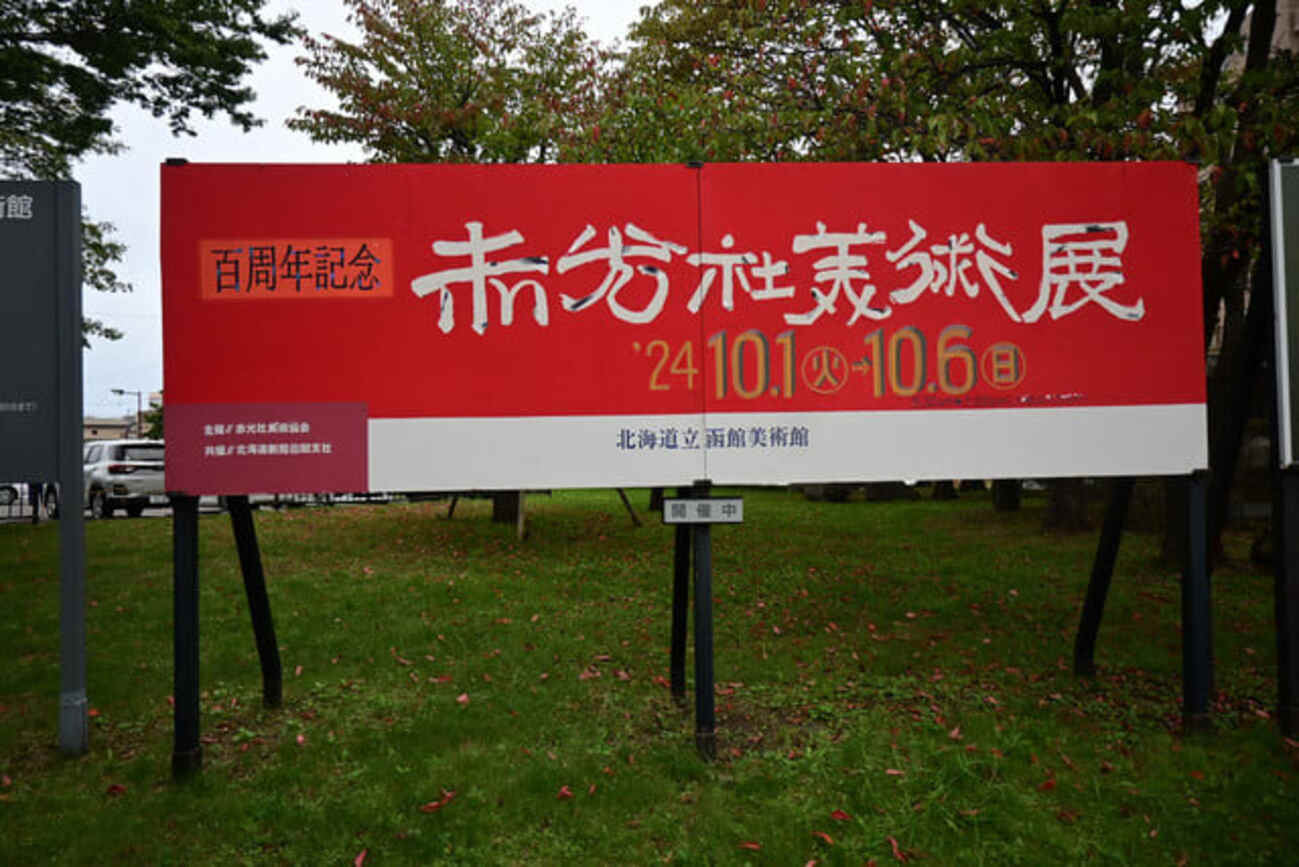 術館
百周年記念
赤光社美術展
'24 10.1㊋→10.6㊐
主催//赤光社美術協会
共催//北海道新聞函館支社
北海道立函館美術館
開催中